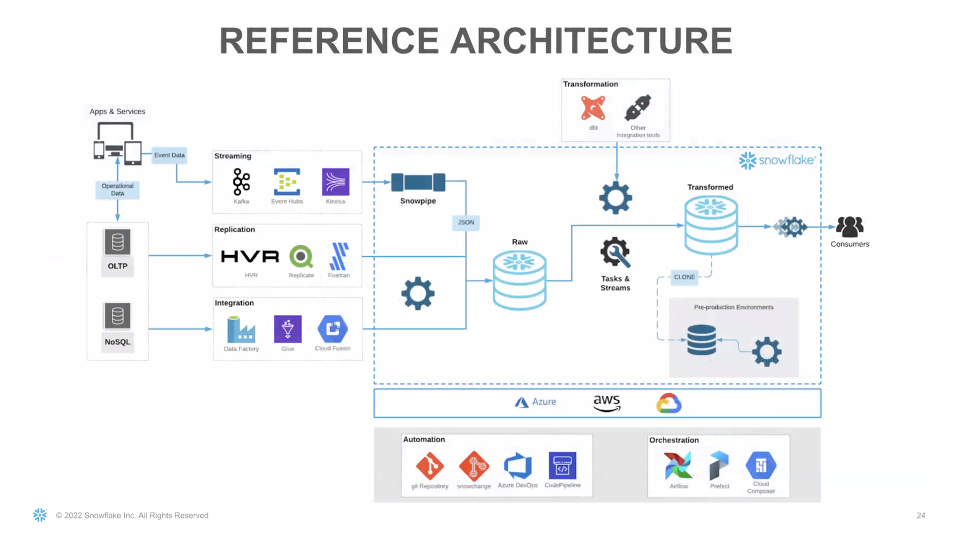 REFERENCE ARCHITECTURE
Transformation
dbt
Other
Integration tools
Apps & Services
Event Data
Operational
Data
OLTP
NoSQL
Streaming
Kafka
Event Hubs
Kinesis
Replication
HVR
HVR
Replicate
Fivetran
Integration
Data Factory
Glue
Cloud Fusion
Snowpipe
JSON
Raw
Tasks &
Streams
snowflake
Transformed
Consumers
CLONE
Pre-production Environments
Azure
aws
Automation
git Repository
snowchange
Azure DevOps
CodePipeline
Orchestration
Airflow
Prefect
Cloud
Composer
© 2022 Snowflake Inc. All Rights Reserved
24